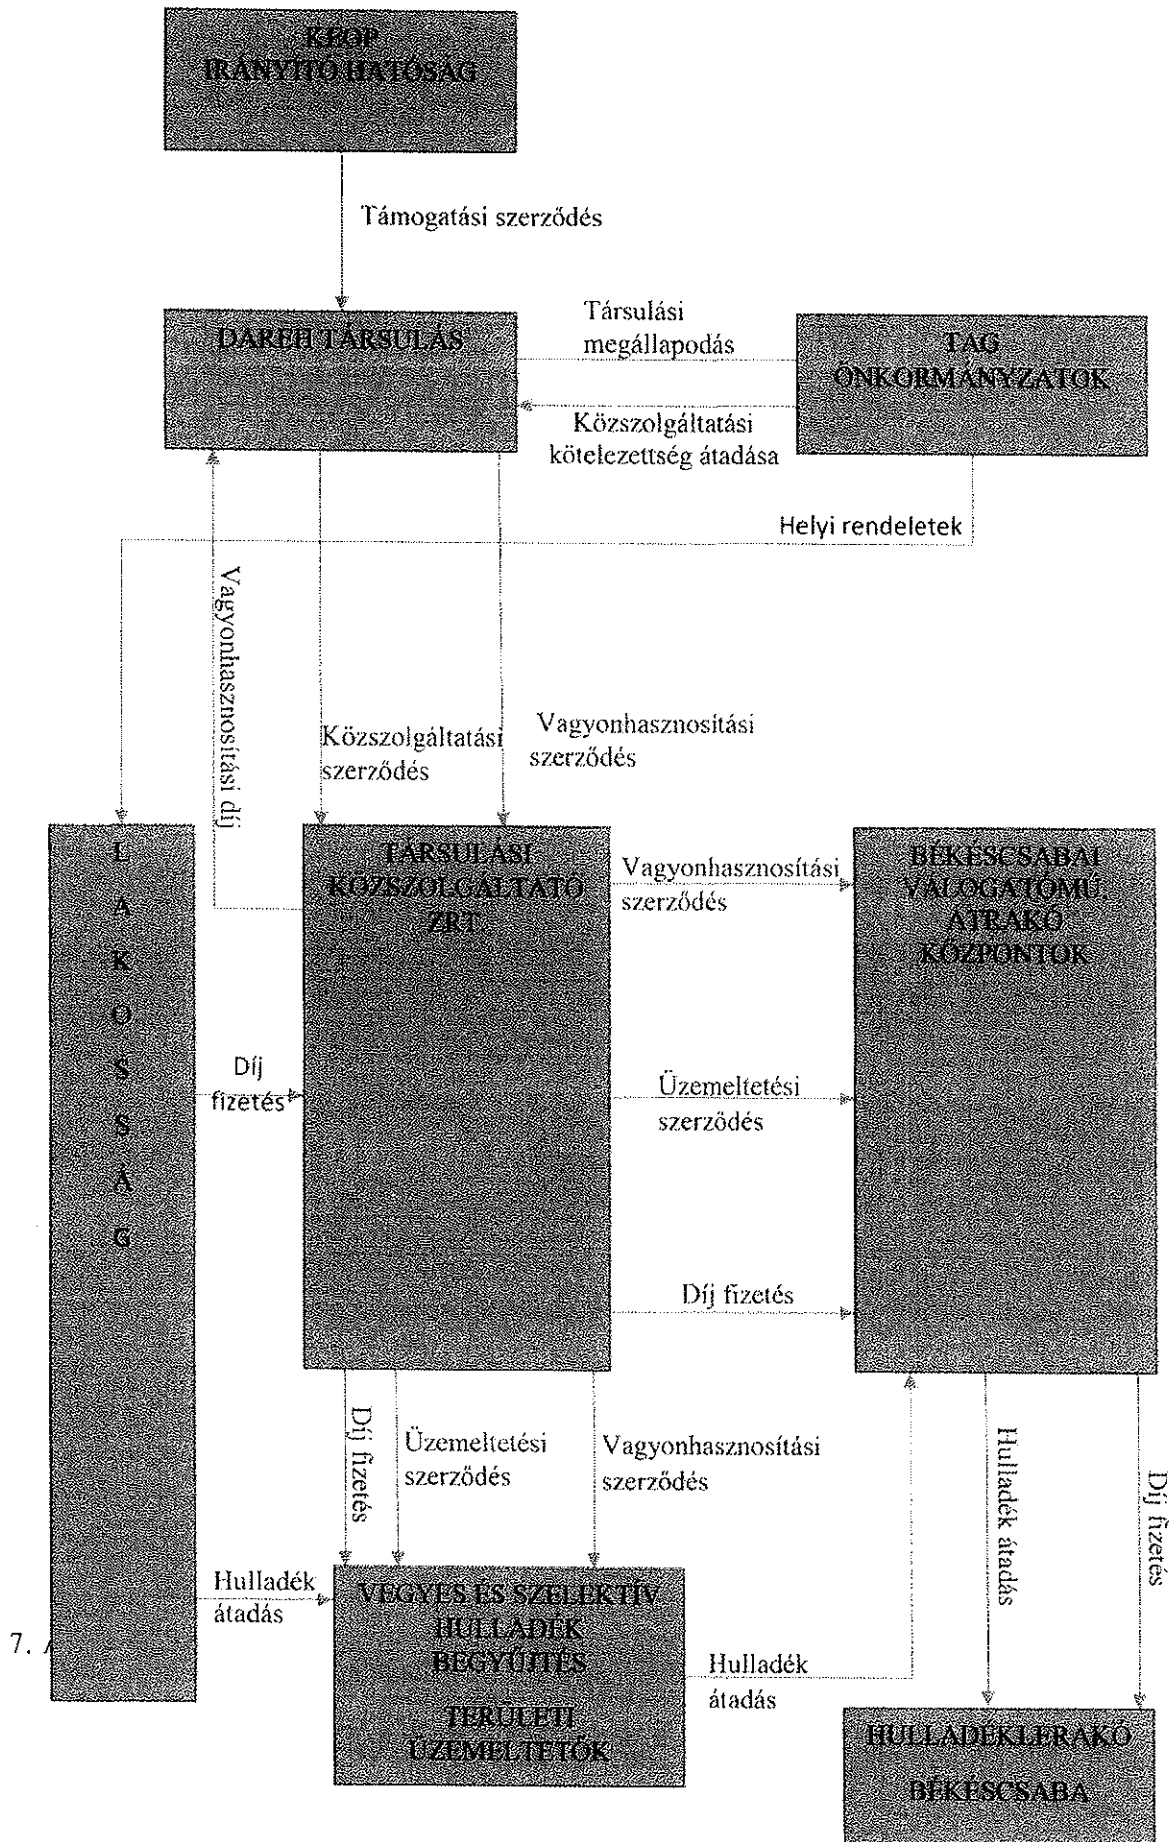 KEOP
IRÁNYÍTÓ HATÓSÁG
Támogatási szerződés
DAREH TÁRSULÁS
Társulási
megállapodás
TAG
ÖNKORMÁNYZATOK
Közszolgáltatási
kötelezettség átadása
Helyi rendeletek
Vagyonhasznosítási díj
Közszolgáltatási
szerződés
Vagyonhasznosítási
szerződés
L
A
K
O
S
S
Á
G
TÁRSULÁSI
KÖZSZOLGÁLTATÓ
ZRT
Vagyonhasznosítási
szerződés
BÉKÉSCSABAI
VÁLOGATÓMŰ,
ÁTRAKÓ
KÖZPONTOK
Díj
fizetés
Üzemeltetési
szerződés
Díj fizetés
Díj fizetés
Üzemeltetési
szerződés
Vagyonhasznosítási
szerződés
Hulladék átadás
Díj fizetés
Hulladék
átadás
VEGYES ÉS SZELEKTÍV
HULLADÉK
BEGYŰJTÉS
TERÜLETI
ÜZEMELTETŐK
Hulladék
átadás
7.
HULLADÉKLERAKÓ
BÉKÉSCSABA